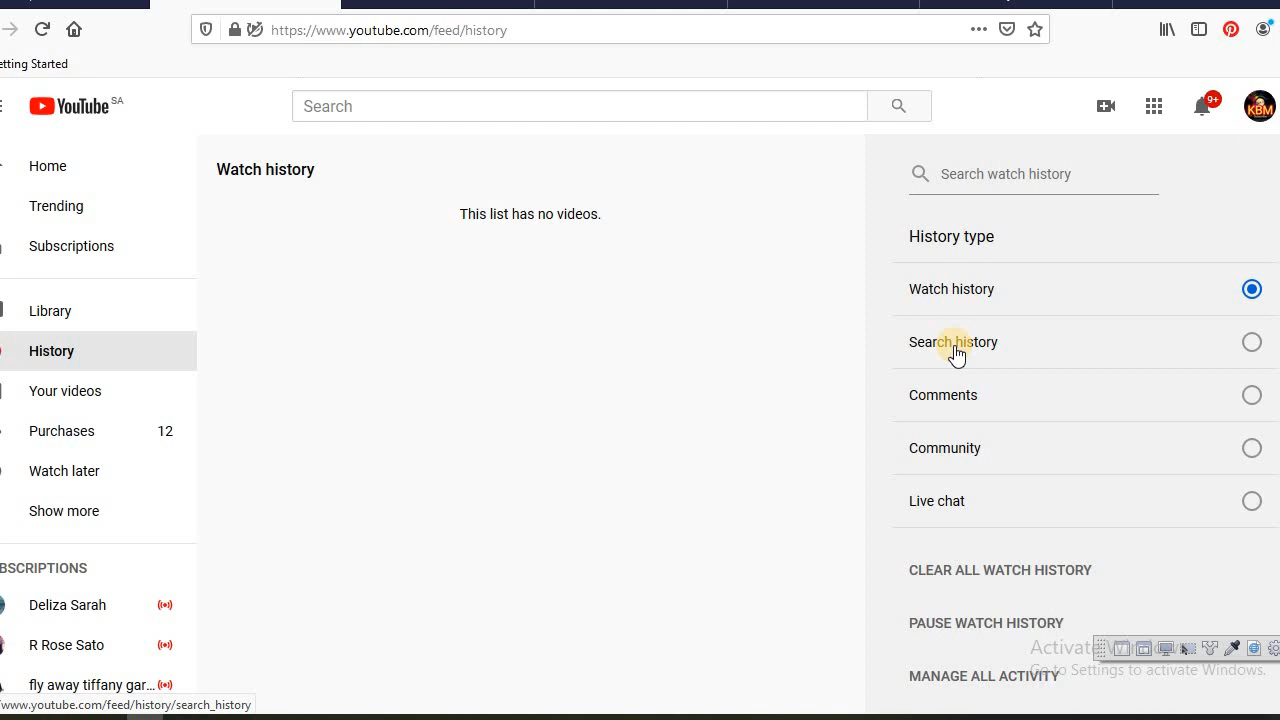 https://www.youtube.com/feed/history
etting Started
YouTube SA
Search
9+
KBM
Home
Trending
Subscriptions
Library
History
Your videos
Purchases 12
Watch later
Show more
BSCRIPTIONS
Deliza Sarah
R Rose Sato
fly away tiffany gar...
www.youtube.com/feed/history/search_history
Watch history
This list has no videos.
Search watch history
History type
Watch history
Search history
Comments
Community
Live chat
CLEAR ALL WATCH HISTORY
PAUSE WATCH HISTORY
MANAGE ALL ACTIVITY
Activate Windows
Go to Settings to activate Windows.